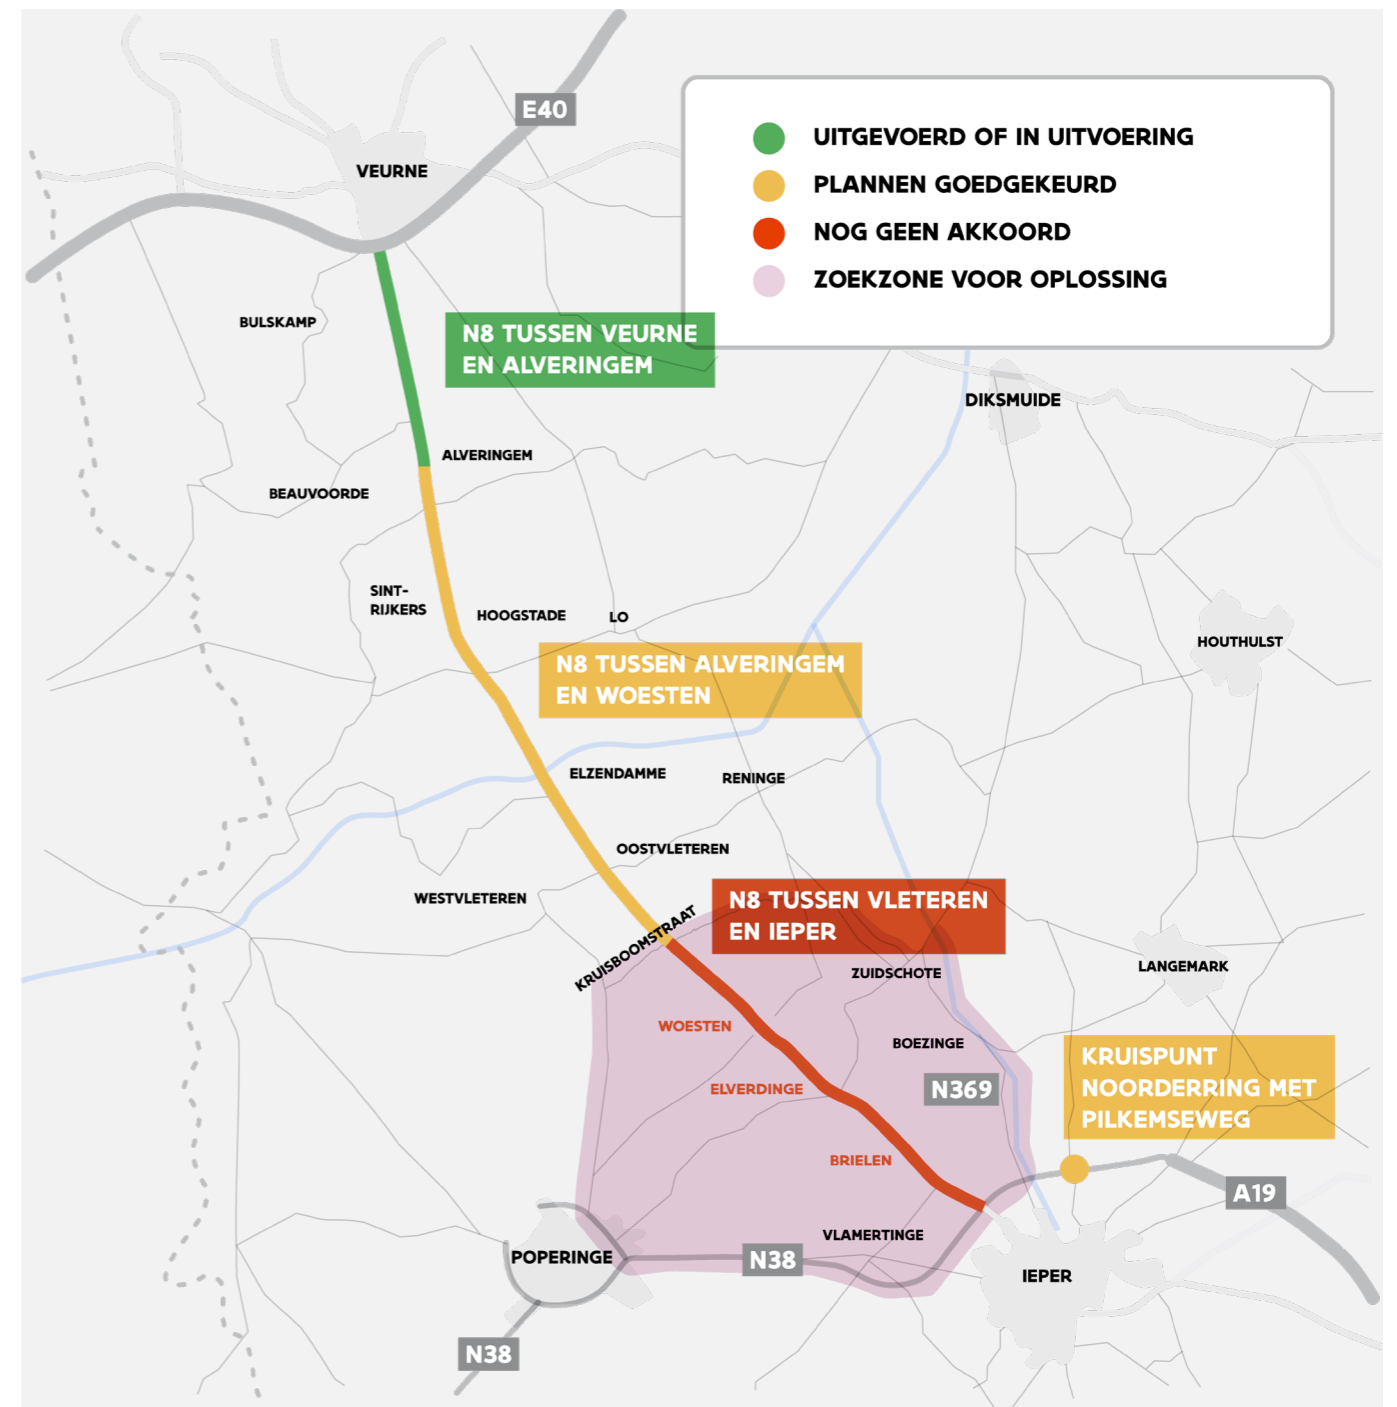 E40
VEURNE
UITGEVOERD OF IN UITVOERING
PLANNEN GOEDGEKEURD
NOG GEEN AKKOORD
ZOEKZONE VOOR OPLOSSING
BULSKAMP
N8 TUSSEN VEURNE
EN ALVERINGEM
DIKSMUIDE
ALVERINGEM
BEAUVOORDE
SINT-
RIJKERS
HOOGSTADE
LO
HOUTHULST
N8 TUSSEN ALVERINGEM
EN WOESTEN
ELZENDAMME
RENINGE
OOSTVLETEREN
WESTVLETEREN
N8 TUSSEN VLETEREN
EN IEPER
KRUISBOOMSTRAAT
ZUIDSCHOTE
LANGEMARK
WOESTEN
BOEZINGE
KRUISPUNT
NOORDERRING MET
PILKEMSEWEG
ELVERDINGE
N369
BRIELEN
A19
VLAMERTINGE
POPERINGE
N38
IEPER
N38